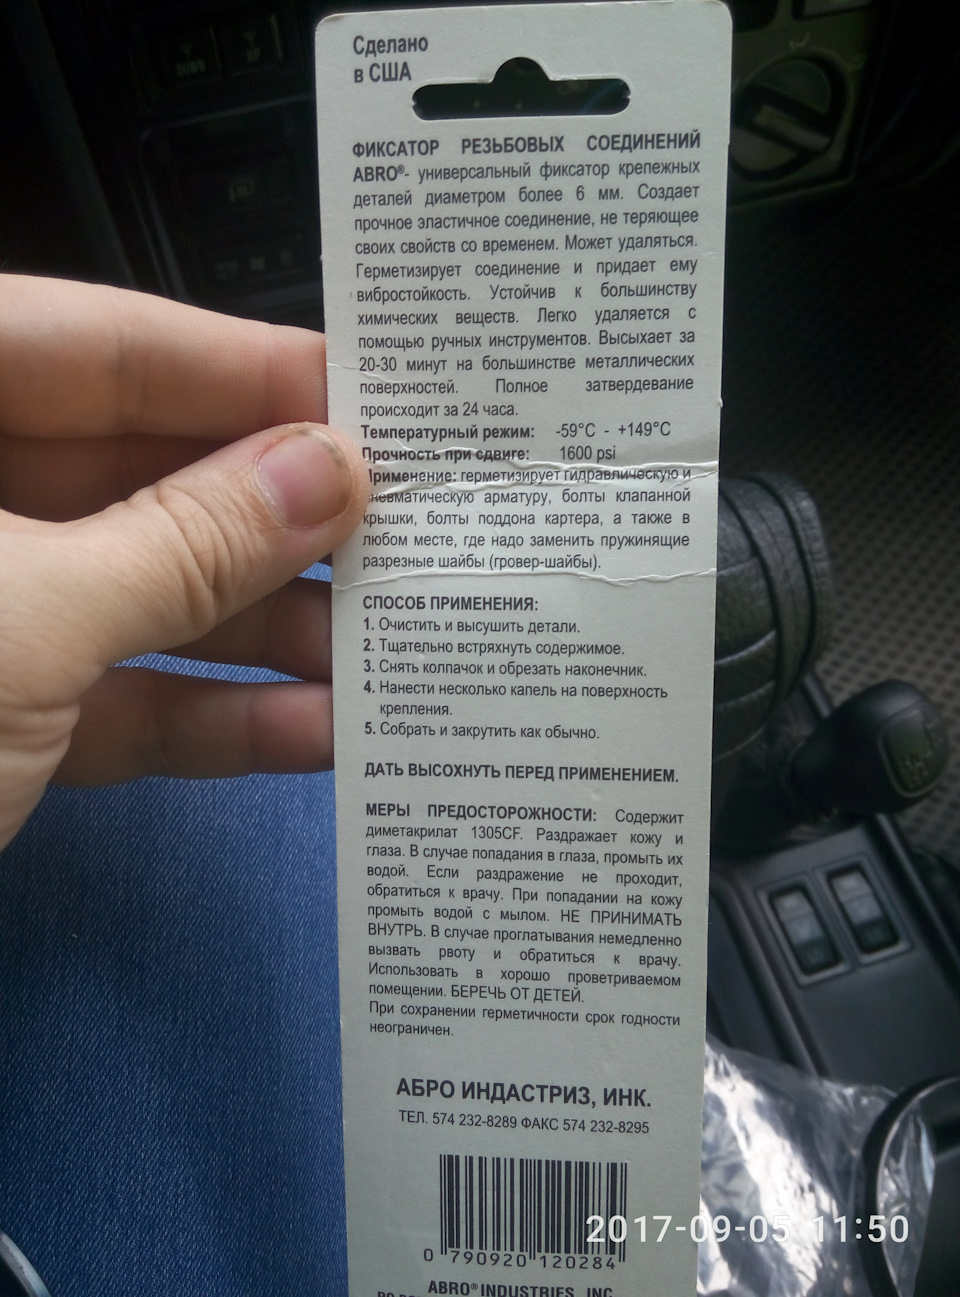 Сделано
в США
ФИКСАТОР РЕЗЬБОВЫХ СОЕДИНЕНИЙ
ABRO®- универсальный фиксатор крепежных
деталей диаметром более 6 мм. Создает
прочное эластичное соединение, не теряющее
своих свойств со временем. Может удаляться.
Герметизирует соединение и придает ему
вибростойкость. Устойчив к большинству
химических веществ. Легко удаляется с
помощью ручных инструментов. Высыхает за
20-30 минут на большинстве металлических
поверхностей. Полное затвердевание
происходит за 24 часа.
Температурный режим: -59°C - +149°C
Прочность при сдвиге: 1600 psi
Применение: герметизирует гидравлическую и
пневматическую арматуру, болты клапанной
крышки, болты поддона картера, а также в
любом месте, где надо заменить пружинящие
разрезные шайбы (гровер-шайбы).
СПОСОБ ПРИМЕНЕНИЯ:
1. Очистить и высушить детали.
2. Тщательно встряхнуть содержимое.
3. Снять колпачок и обрезать наконечник.
4. Нанести несколько капель на поверхность
крепления.
5. Собрать и закрутить как обычно.
ДАТЬ ВЫСОХНУТЬ ПЕРЕД ПРИМЕНЕНИЕМ.
МЕРЫ ПРЕДОСТОРОЖНОСТИ: Содержит
диметакрилат 1305CF. Раздражает кожу и
глаза. В случае попадания в глаза, промыть их
водой. Если раздражение не проходит,
обратиться к врачу. При попадании на кожу
промыть водой с мылом. НЕ ПРИНИМАТЬ
ВНУТРЬ. В случае проглатывания немедленно
вызвать рвоту и обратиться к врачу.
Использовать в хорошо проветриваемом
помещении. БЕРЕЧЬ ОТ ДЕТЕЙ.
При сохранении герметичности срок годности
неограничен.
АБРО ИНДАСТРИЗ, ИНК.
ТЕЛ. 574 232-8289 ФАКС 574 232-8295
2017-09-05 11:50
0 790920 120284
ABRO® INDUSTRIES, INC.